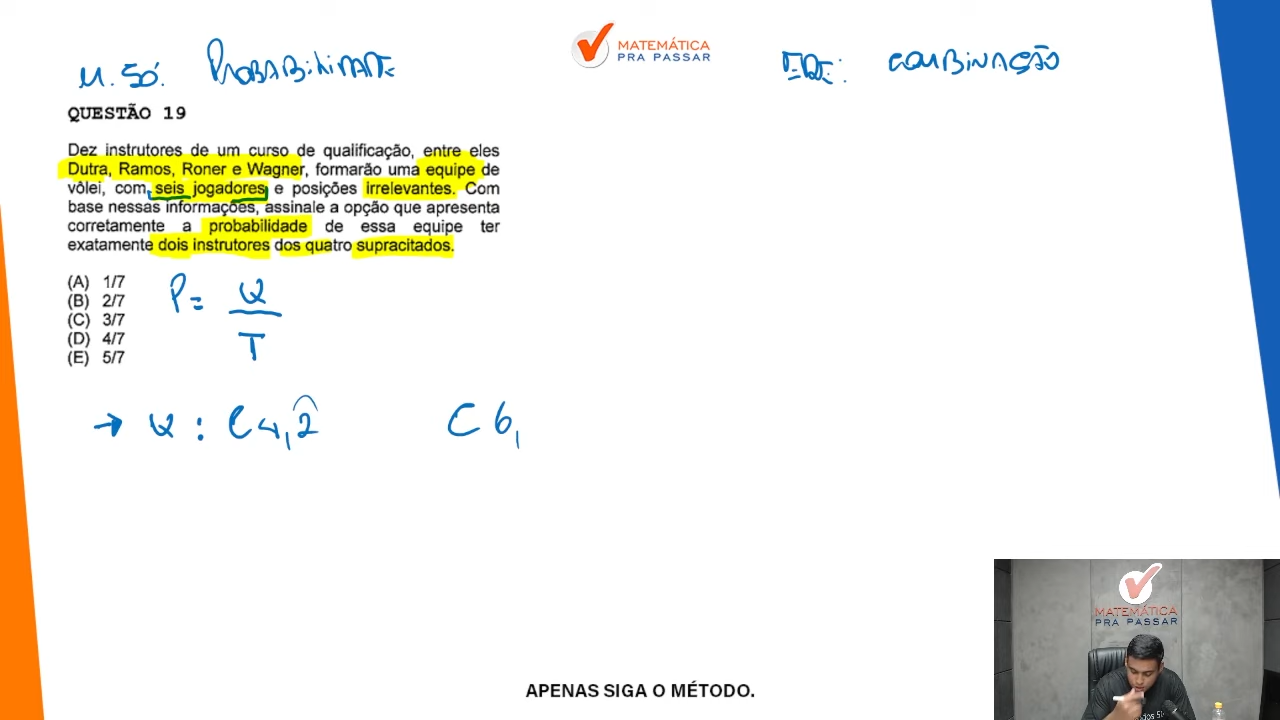 M. SÓ: PROBABILIDADE
MATEMÁTICA
PRA PASSAR
COMBINAÇÃO
QUESTÃO 19
Dez instrutores de um curso de qualificação, entre eles
Dutra, Ramos, Roner e Wagner, formarão uma equipe de
vôlei, com seis jogadores e posições irrelevantes. Com
base nessas informações, assinale a opção que apresenta
corretamente a probabilidade de essa equipe ter
exatamente dois instrutores dos quatro supracitados.
(A) 1/7
(B) 2/7
(C) 3/7
(D) 4/7
(E) 5/7
P = Q
T
→ Q : C4,2 C6,
MATEMÁTICA
PRA PASSAR
APENAS SIGA O MÉTODO.